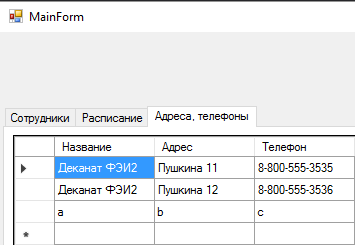 MainForm
Сотрудники Расписание Адреса, телефоны
Название Адрес Телефон
Деканат ФЭИ2 Пушкина 11 8-800-555-3535
Деканат ФЭИ2 Пушкина 12 8-800-555-3536
a b c